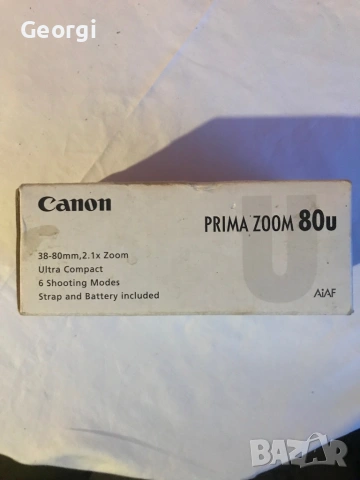 Georgi
Canon
PRIMA ZOOM 80u
U
38-80mm,2.1x Zoom
Ultra Compact
6 Shooting Modes
Strap and Battery included
AiAF
BAZAR